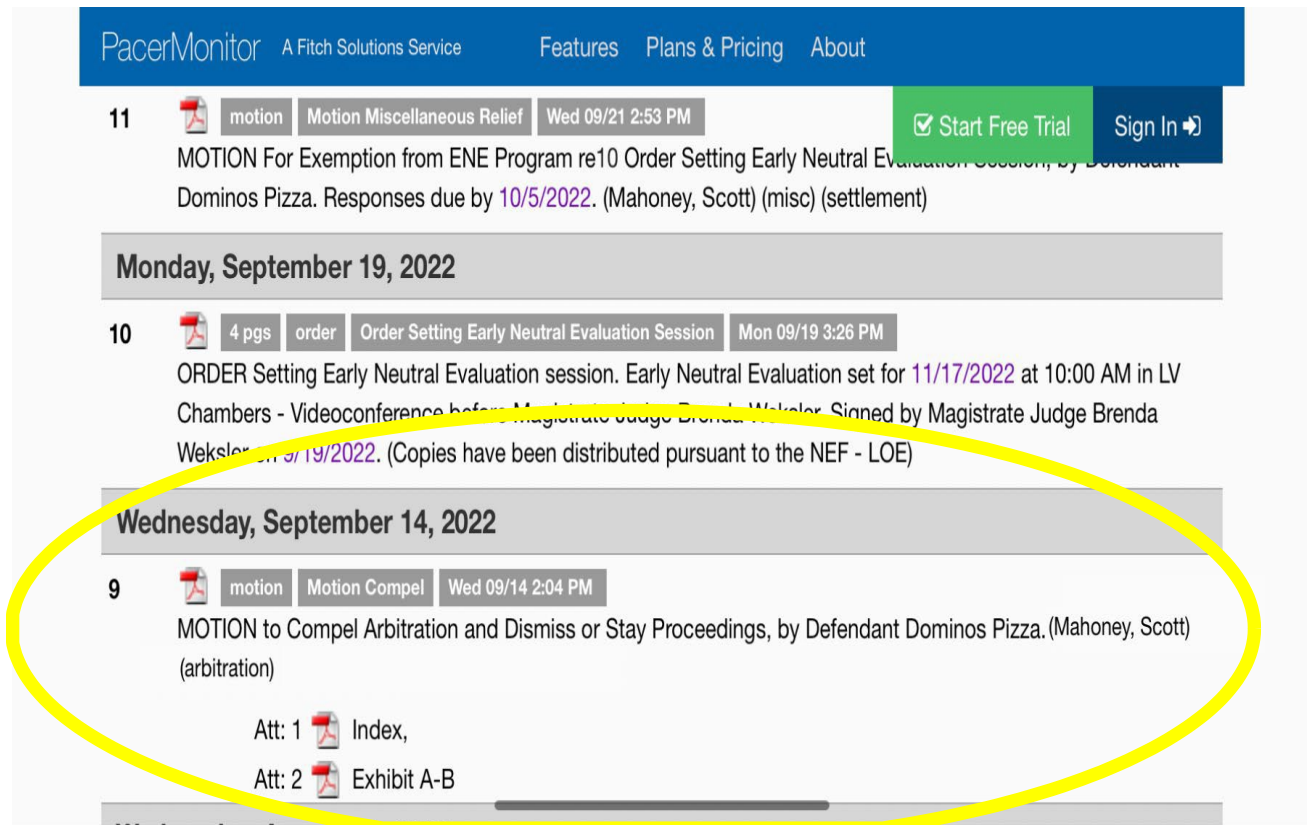 PacerMonitor A Fitch Solutions Service Features Plans & Pricing About
Start Free Trial Sign In
11 motion Motion Miscellaneous Relief Wed 09/21 2:53 PM
MOTION For Exemption from ENE Program re10 Order Setting Early Neutral Evaluation Session, by Defendant
Dominos Pizza. Responses due by 10/5/2022. (Mahoney, Scott) (misc) (settlement)
Monday, September 19, 2022
10 4 pgs order Order Setting Early Neutral Evaluation Session Mon 09/19 3:26 PM
ORDER Setting Early Neutral Evaluation session. Early Neutral Evaluation set for 11/17/2022 at 10:00 AM in LV
Chambers - Videoconference before Magistrate Judge Brenda Weksler. Signed by Magistrate Judge Brenda
Weksler on 9/19/2022. (Copies have been distributed pursuant to the NEF - LOE)
Wednesday, September 14, 2022
9 motion Motion Compel Wed 09/14 2:04 PM
MOTION to Compel Arbitration and Dismiss or Stay Proceedings, by Defendant Dominos Pizza. (Mahoney, Scott)
(arbitration)
Att: 1 Index,
Att: 2 Exhibit A-B